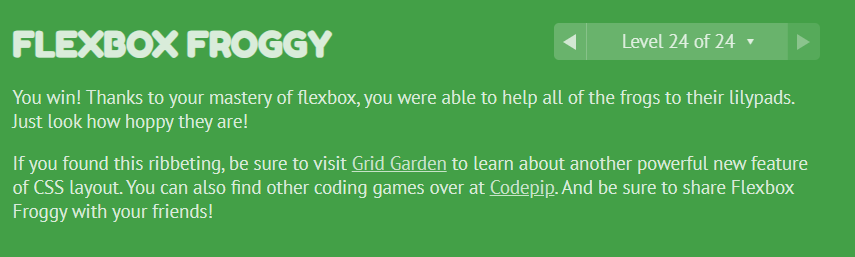 FLEXBOX FROGGY
Level 24 of 24
You win! Thanks to your mastery of flexbox, you were able to help all of the frogs to their lilypads.
Just look how hoppy they are!
If you found this ribbeting, be sure to visit Grid Garden to learn about another powerful new feature
of CSS layout. You can also find other coding games over at Codepip. And be sure to share Flexbox
Froggy with your friends!